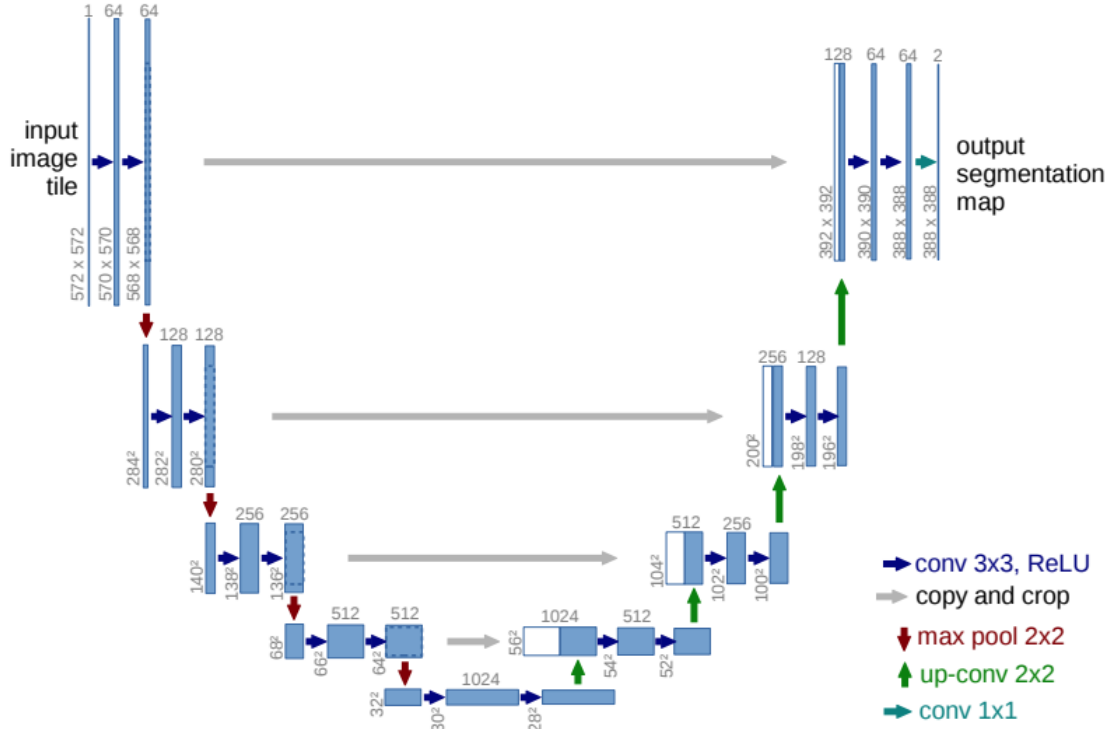 1 64 64
128 64 64 2
input
image
tile
output
segmentation
map
572 x 572
570 x 570
568 x 568
392 x 392
390 x 390
388 x 388
388 x 388
128 128
256 128
284²
282²
280²
200²
198²
196²
256 256
512 256
140²
138²
136²
104²
102²
100²
512 512
1024 512
68²
66²
64²
56²
54²
52²
1024
32²
30²
28²
conv 3x3, ReLU
copy and crop
max pool 2x2
up-conv 2x2
conv 1x1